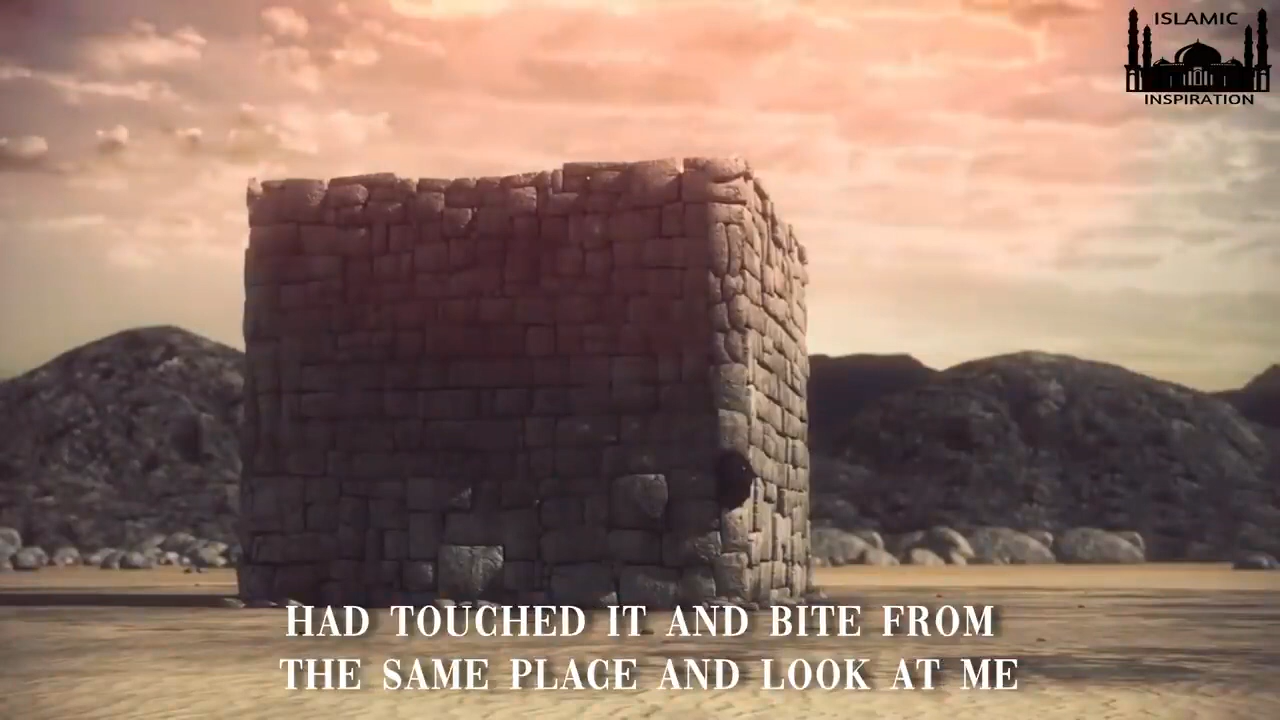 ISLAMIC
INSPIRATION
HAD TOUCHED IT AND BITE FROM
THE SAME PLACE AND LOOK AT ME